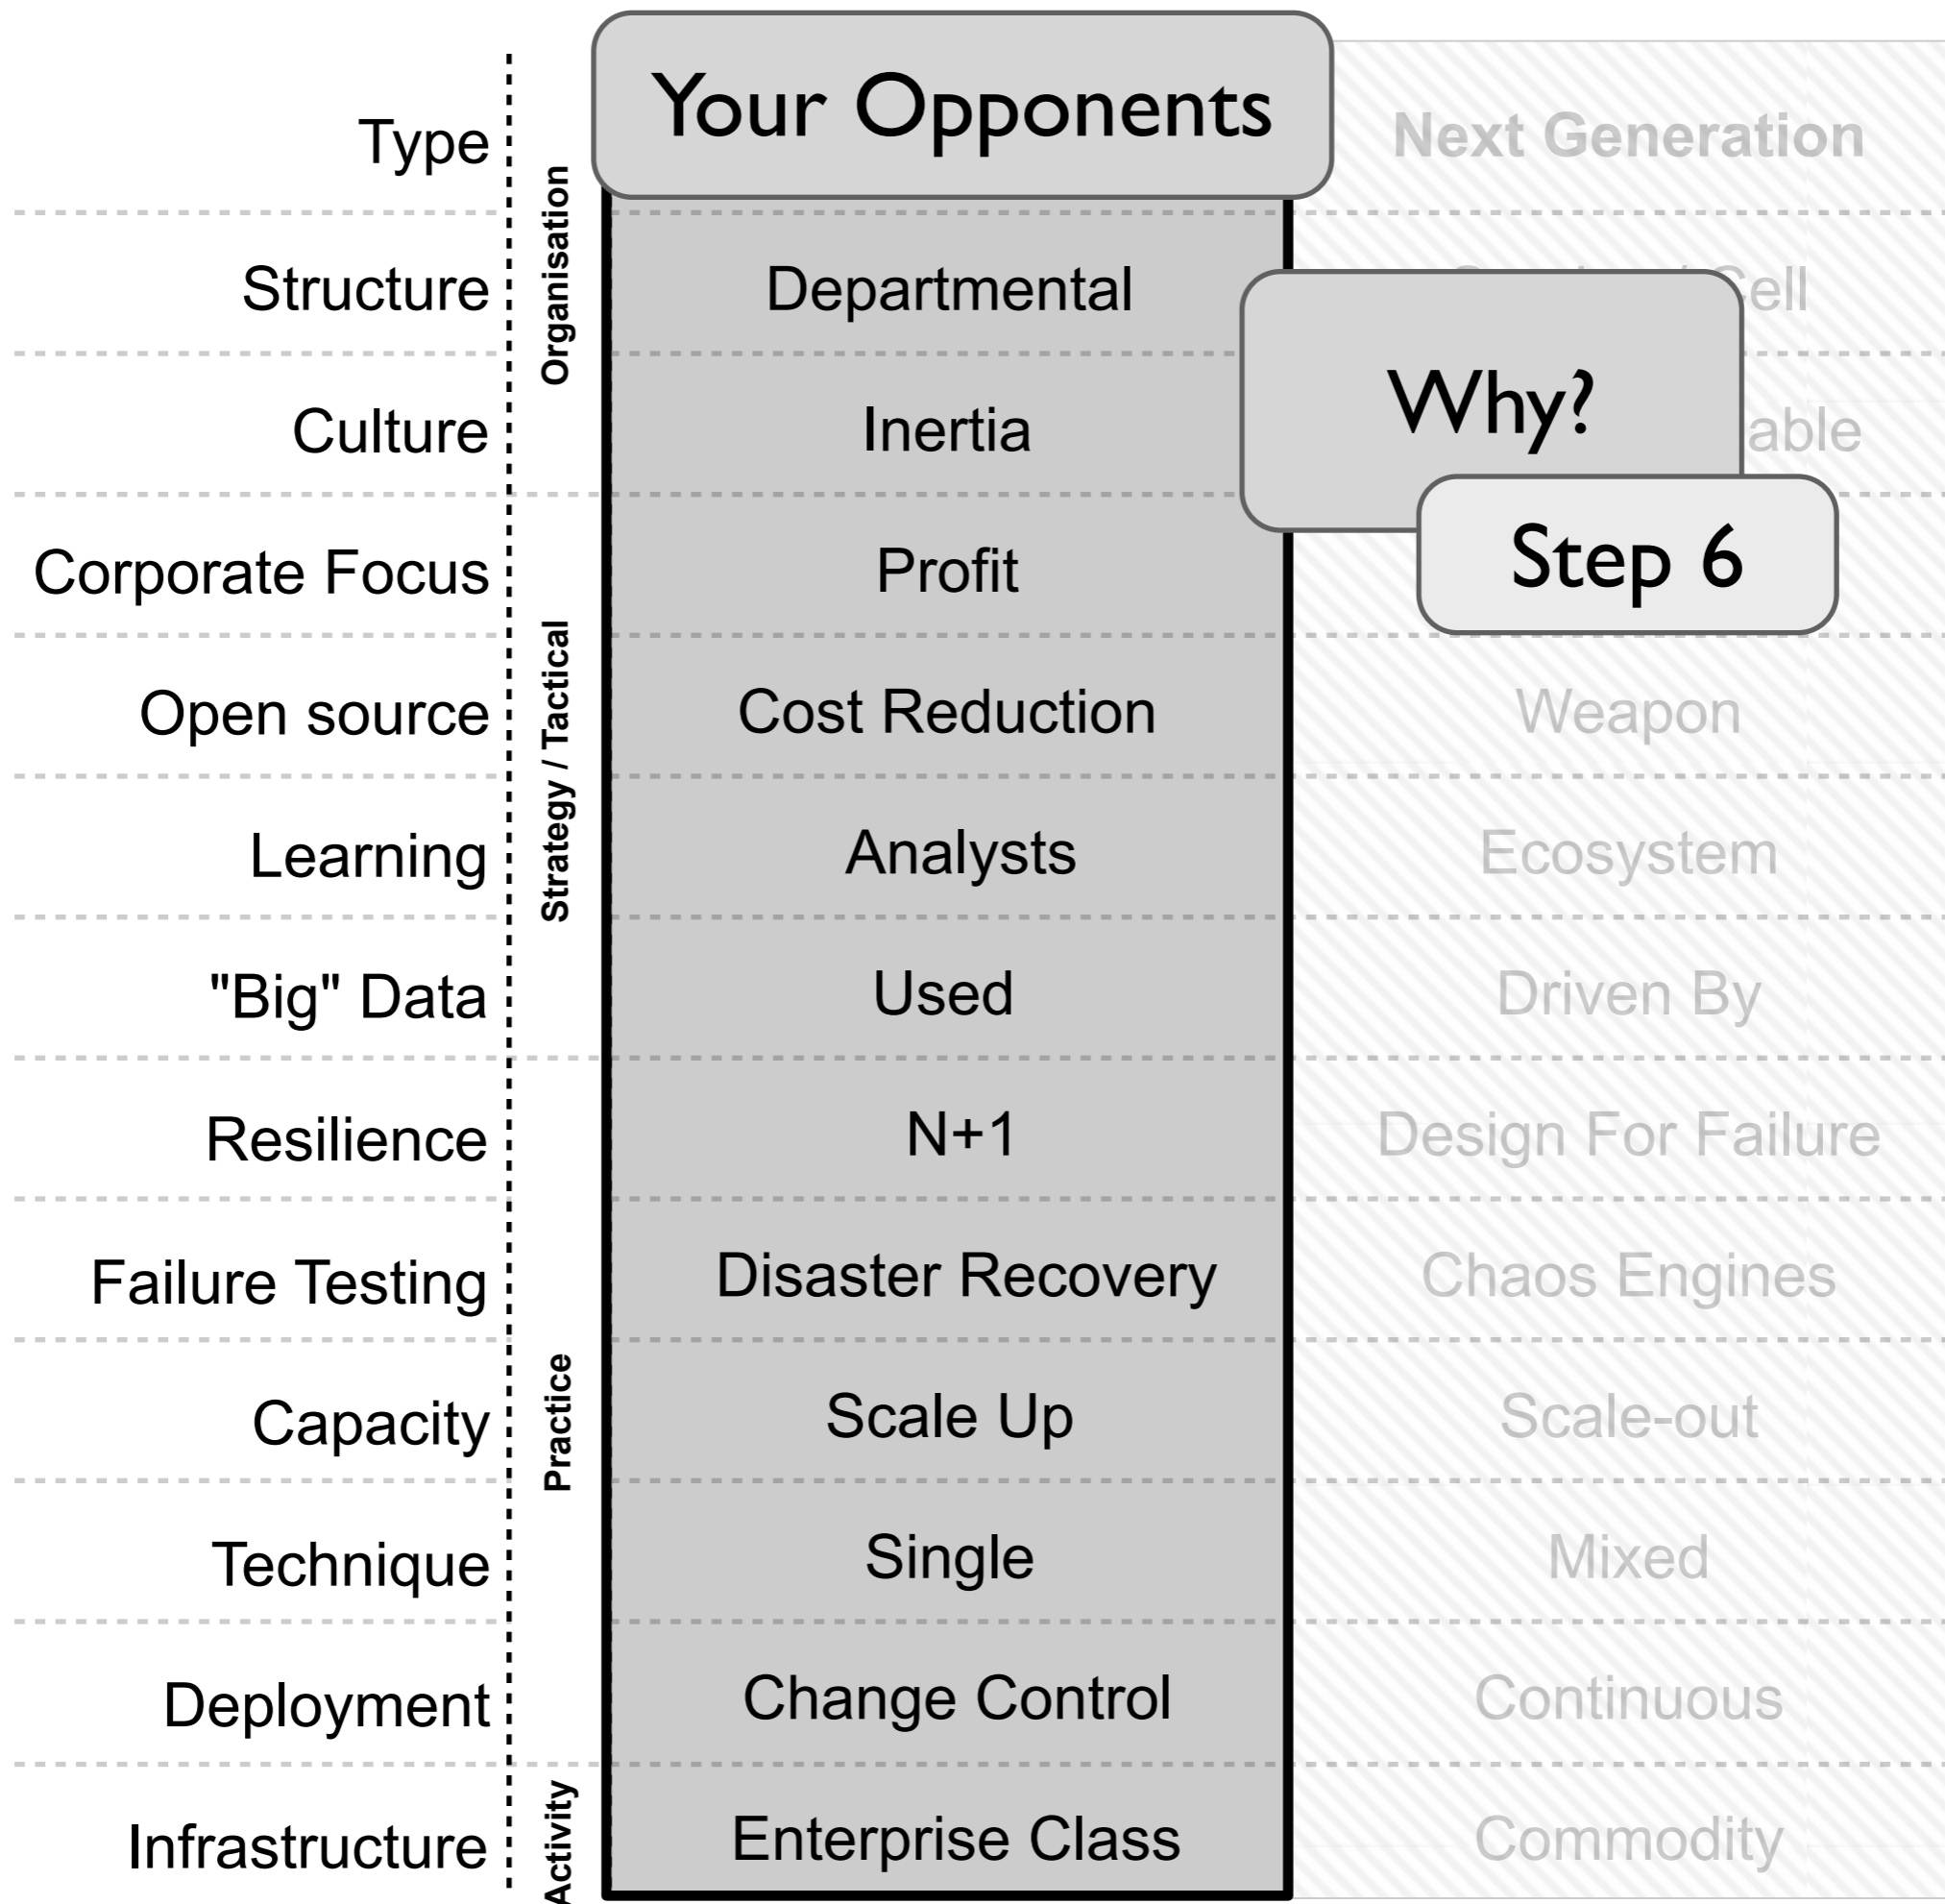 Type
Your Opponents
Next Generation
Organisation
Structure
Departmental
Culture
Inertia
Why?
Step 6
Strategy / Tactical
Corporate Focus
Profit
Open source
Cost Reduction
Weapon
Learning
Analysts
Ecosystem
"Big" Data
Used
Driven By
Practice
Resilience
N+1
Design For Failure
Failure Testing
Disaster Recovery
Chaos Engines
Capacity
Scale Up
Scale-out
Technique
Single
Mixed
Deployment
Change Control
Continuous
Activity
Infrastructure
Enterprise Class
Commodity